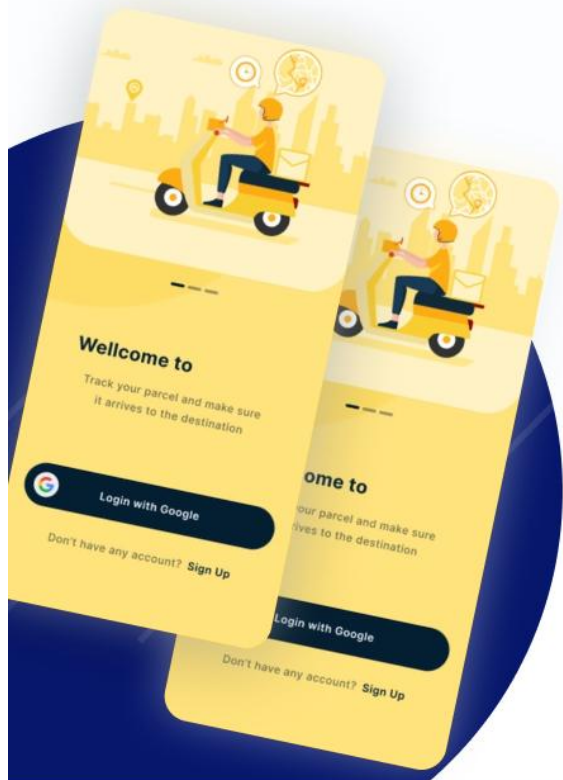 Wellcome to
Track your parcel and make sure
it arrives to the destination
Login with Google
Don't have any account? Sign Up
ome to
our parcel and make sure
ives to the destination
Login with Google
Don't have any account? Sign Up